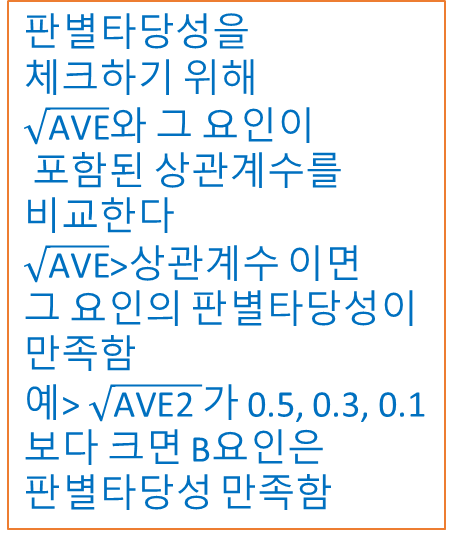 판별타당성을
체크하기 위해
√AVE와 그 요인이
포함된 상관계수를
비교한다
√AVE>상관계수 이면
그 요인의 판별타당성이
만족함
예> √AVE2 가 0.5, 0.3, 0.1
보다 크면 B요인은
판별타당성 만족함